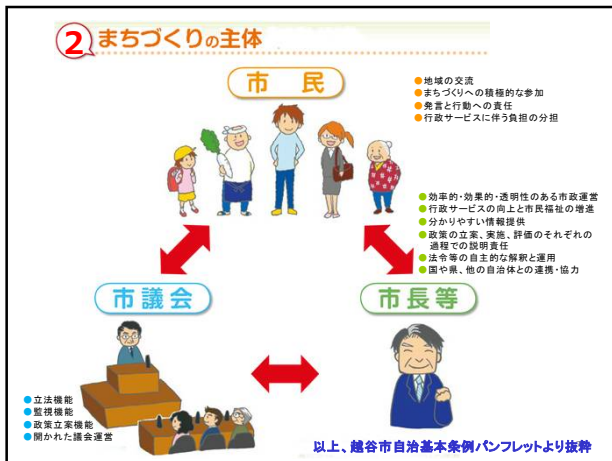 2 まちづくりの主体
市民
●地域の交流
●まちづくりへの積極的な参加
●発言と行動への責任
●行政サービスに伴う負担の分担
●効率的・効果的・透明性のある市政運営
●行政サービスの向上と市民福祉の増進
●分かりやすい情報提供
●政策の立案、実施、評価のそれぞれの
過程での説明責任
●法令等の自主的な解釈と運用
●国や県、他の自治体との連携・協力
市議会
市長等
●立法機能
●監視機能
●政策立案機能
●開かれた議会運営
以上、越谷市自治基本条例パンフレットより抜粋